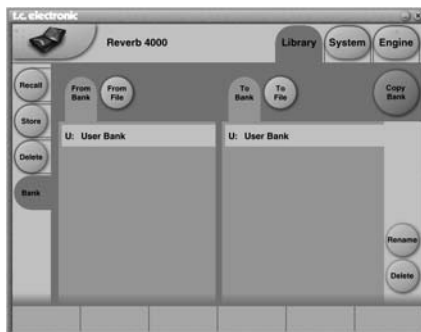 t.c. electronic
Reverb 4000
Library
System
Engine
Recall
Store
Delete
Bank
From
Bank
From
File
To
Bank
To
File
Copy
Bank
U: User Bank
U: User Bank
Rename
Delete